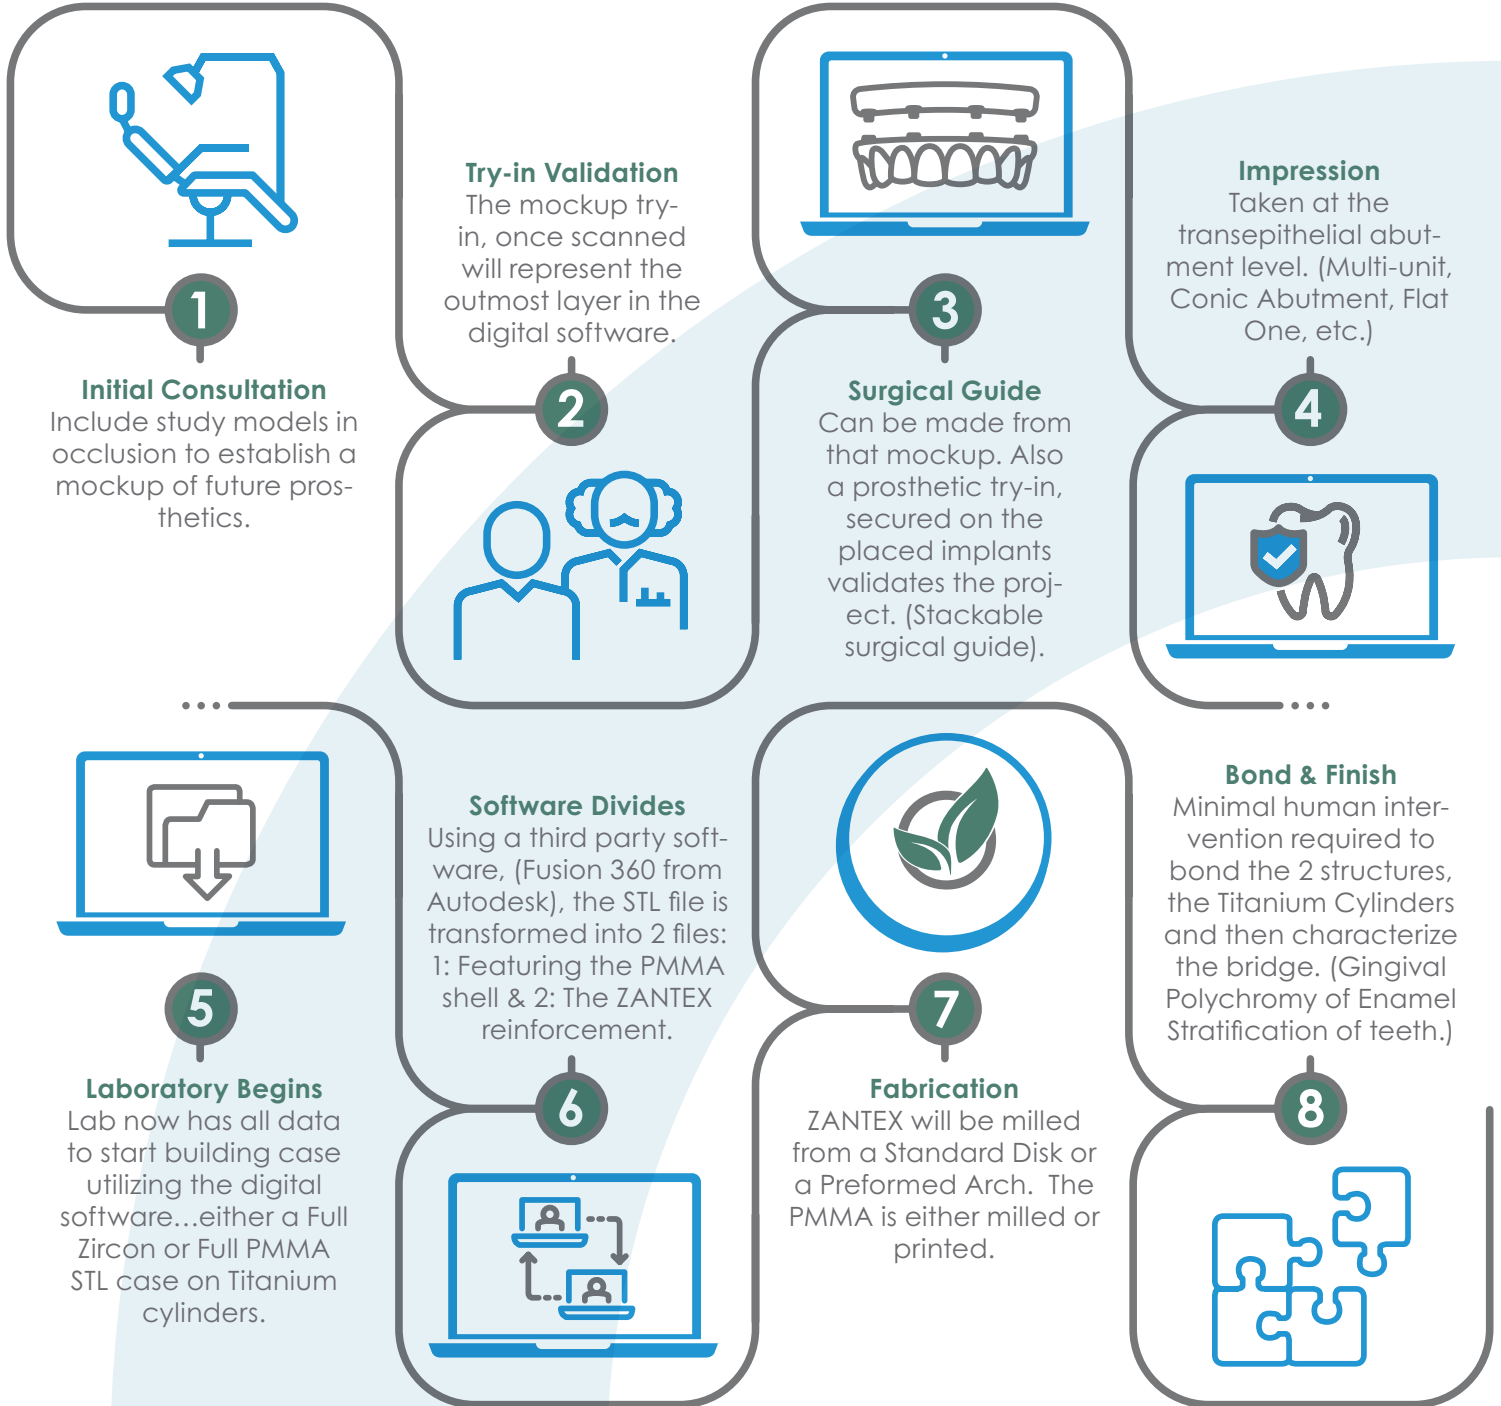 1
Initial Consultation
Include study models in
occlusion to establish a
mockup of future pros-
thetics.
Try-in Validation
The mockup try-
in, once scanned
will represent the
outmost layer in the
digital software.
2
3
Surgical Guide
Can be made from
that mockup. Also
a prosthetic try-in,
secured on the
placed implants
validates the proj-
ect. (Stackable
surgical guide).
Impression
Taken at the
transepithelial abut-
ment level. (Multi-unit,
Conic Abutment, Flat
One, etc.)
4
5
Laboratory Begins
Lab now has all data
to start building case
utilizing the digital
software...either a Full
Zircon or Full PMMA
STL case on Titanium
cylinders.
Software Divides
Using a third party soft-
ware, (Fusion 360 from
Autodesk), the STL file is
transformed into 2 files:
1: Featuring the PMMA
shell & 2: The ZANTEX
reinforcement.
6
7
Fabrication
ZANTEX will be milled
from a Standard Disk or
a Preformed Arch. The
PMMA is either milled or
printed.
Bond & Finish
Minimal human inter-
vention required to
bond the 2 structures,
the Titanium Cylinders
and then characterize
the bridge. (Gingival
Polychromy of Enamel
Stratification of teeth.)
8